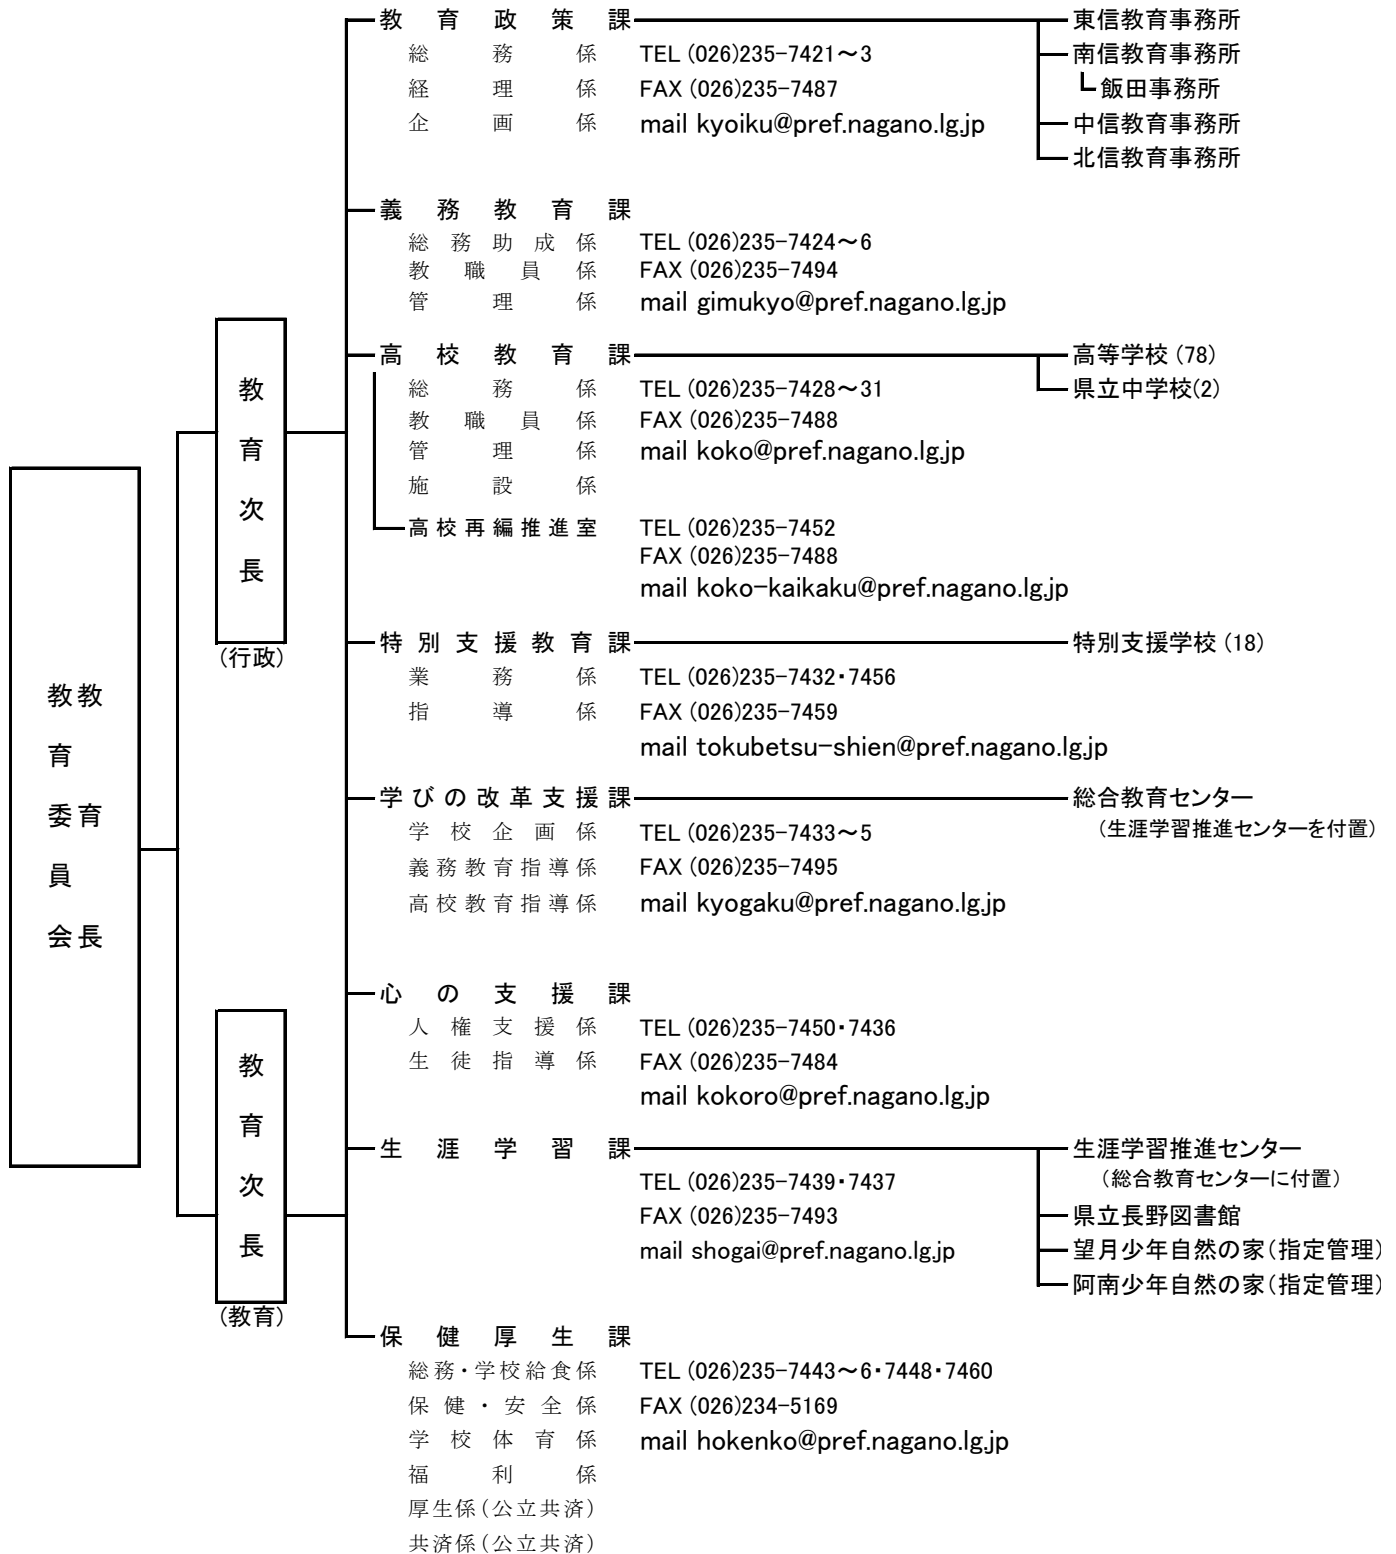 教育委員会
教育長
教育次長
(行政)
教育次長
(教育)
教育政策課
東信教育事務所
総務係 TEL (026)235-7421～3
南信教育事務所
経理係 FAX (026)235-7487
飯田事務所
企画係 mail kyoiku@pref.nagano.lg.jp
中信教育事務所
北信教育事務所
義務教育課
総務助成係 TEL (026)235-7424～6
教職員係 FAX (026)235-7494
管理係 mail gimukyo@pref.nagano.lg.jp
高校教育課
高等学校 (78)
総務係 TEL (026)235-7428～31
県立中学校(2)
教職員係 FAX (026)235-7488
管理係 mail koko@pref.nagano.lg.jp
施設係
高校再編推進室 TEL (026)235-7452
FAX (026)235-7488
mail koko-kaikaku@pref.nagano.lg.jp
特別支援教育課
特別支援学校 (18)
業務係 TEL (026)235-7432・7456
指導係 FAX (026)235-7459
mail tokubetsu-shien@pref.nagano.lg.jp
学びの改革支援課
総合教育センター
学校企画係 TEL (026)235-7433～5
(生涯学習推進センターを付置)
義務教育指導係 FAX (026)235-7495
高校教育指導係 mail kyogaku@pref.nagano.lg.jp
心の支援課
人権支援係 TEL (026)235-7450・7436
生徒指導係 FAX (026)235-7484
mail kokoro@pref.nagano.lg.jp
生涯学習課
生涯学習推進センター
TEL (026)235-7439・7437
(総合教育センターに付置)
FAX (026)235-7493
県立長野図書館
mail shogai@pref.nagano.lg.jp
望月少年自然の家(指定管理)
阿南少年自然の家(指定管理)
保健厚生課
総務・学校給食係 TEL (026)235-7443～6・7448・7460
保健・安全係 FAX (026)234-5169
学校体育係 mail hokenko@pref.nagano.lg.jp
福利係
厚生係(公立共済)
共済係(公立共済)